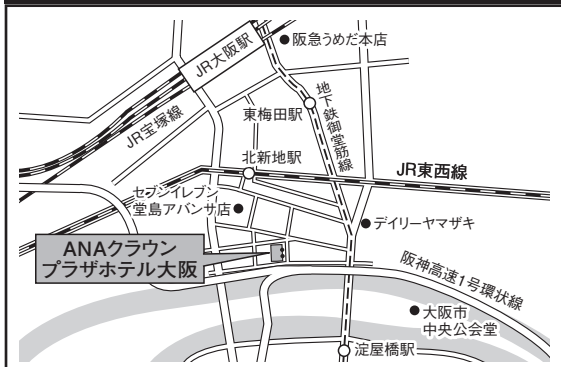 阪急うめだ本店
JR大阪駅
地下鉄御堂筋線
東梅田駅
JR宝塚線
北新地駅
JR東西線
セブンイレブン
堂島アバンサ店
デイリーヤマザキ
ANAクラウン
プラザホテル大阪
阪神高速1号環状線
大阪市
中央公会堂
淀屋橋駅